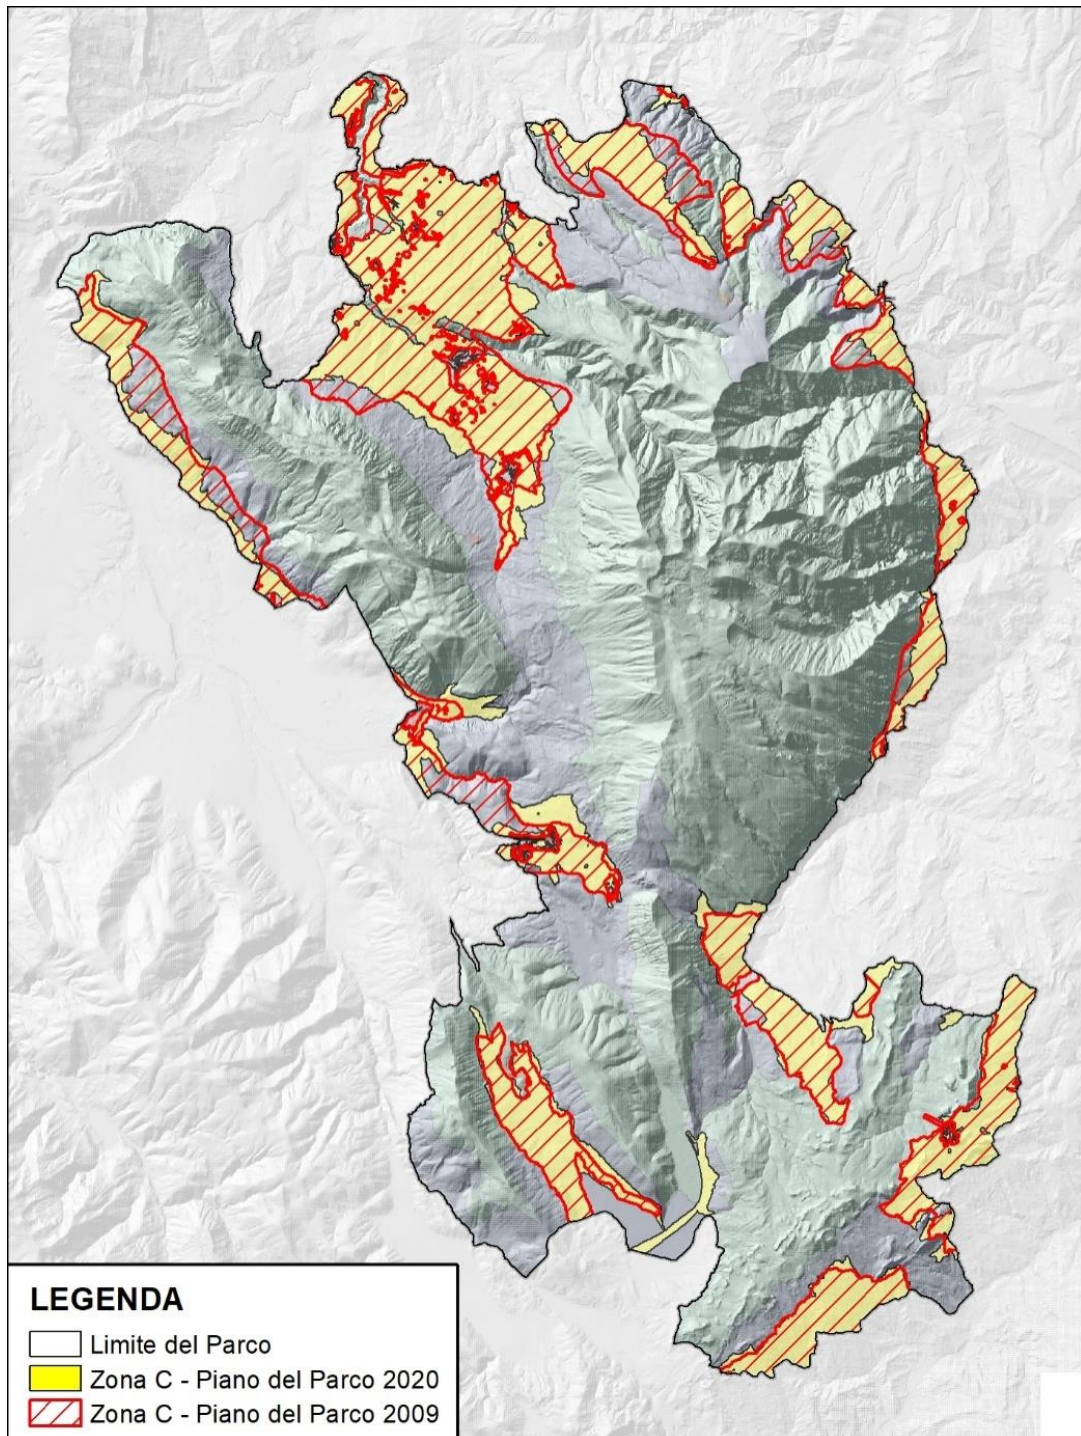 LEGENDA
Limite del Parco
Zona C - Piano del Parco 2020
Zona C - Piano del Parco 2009